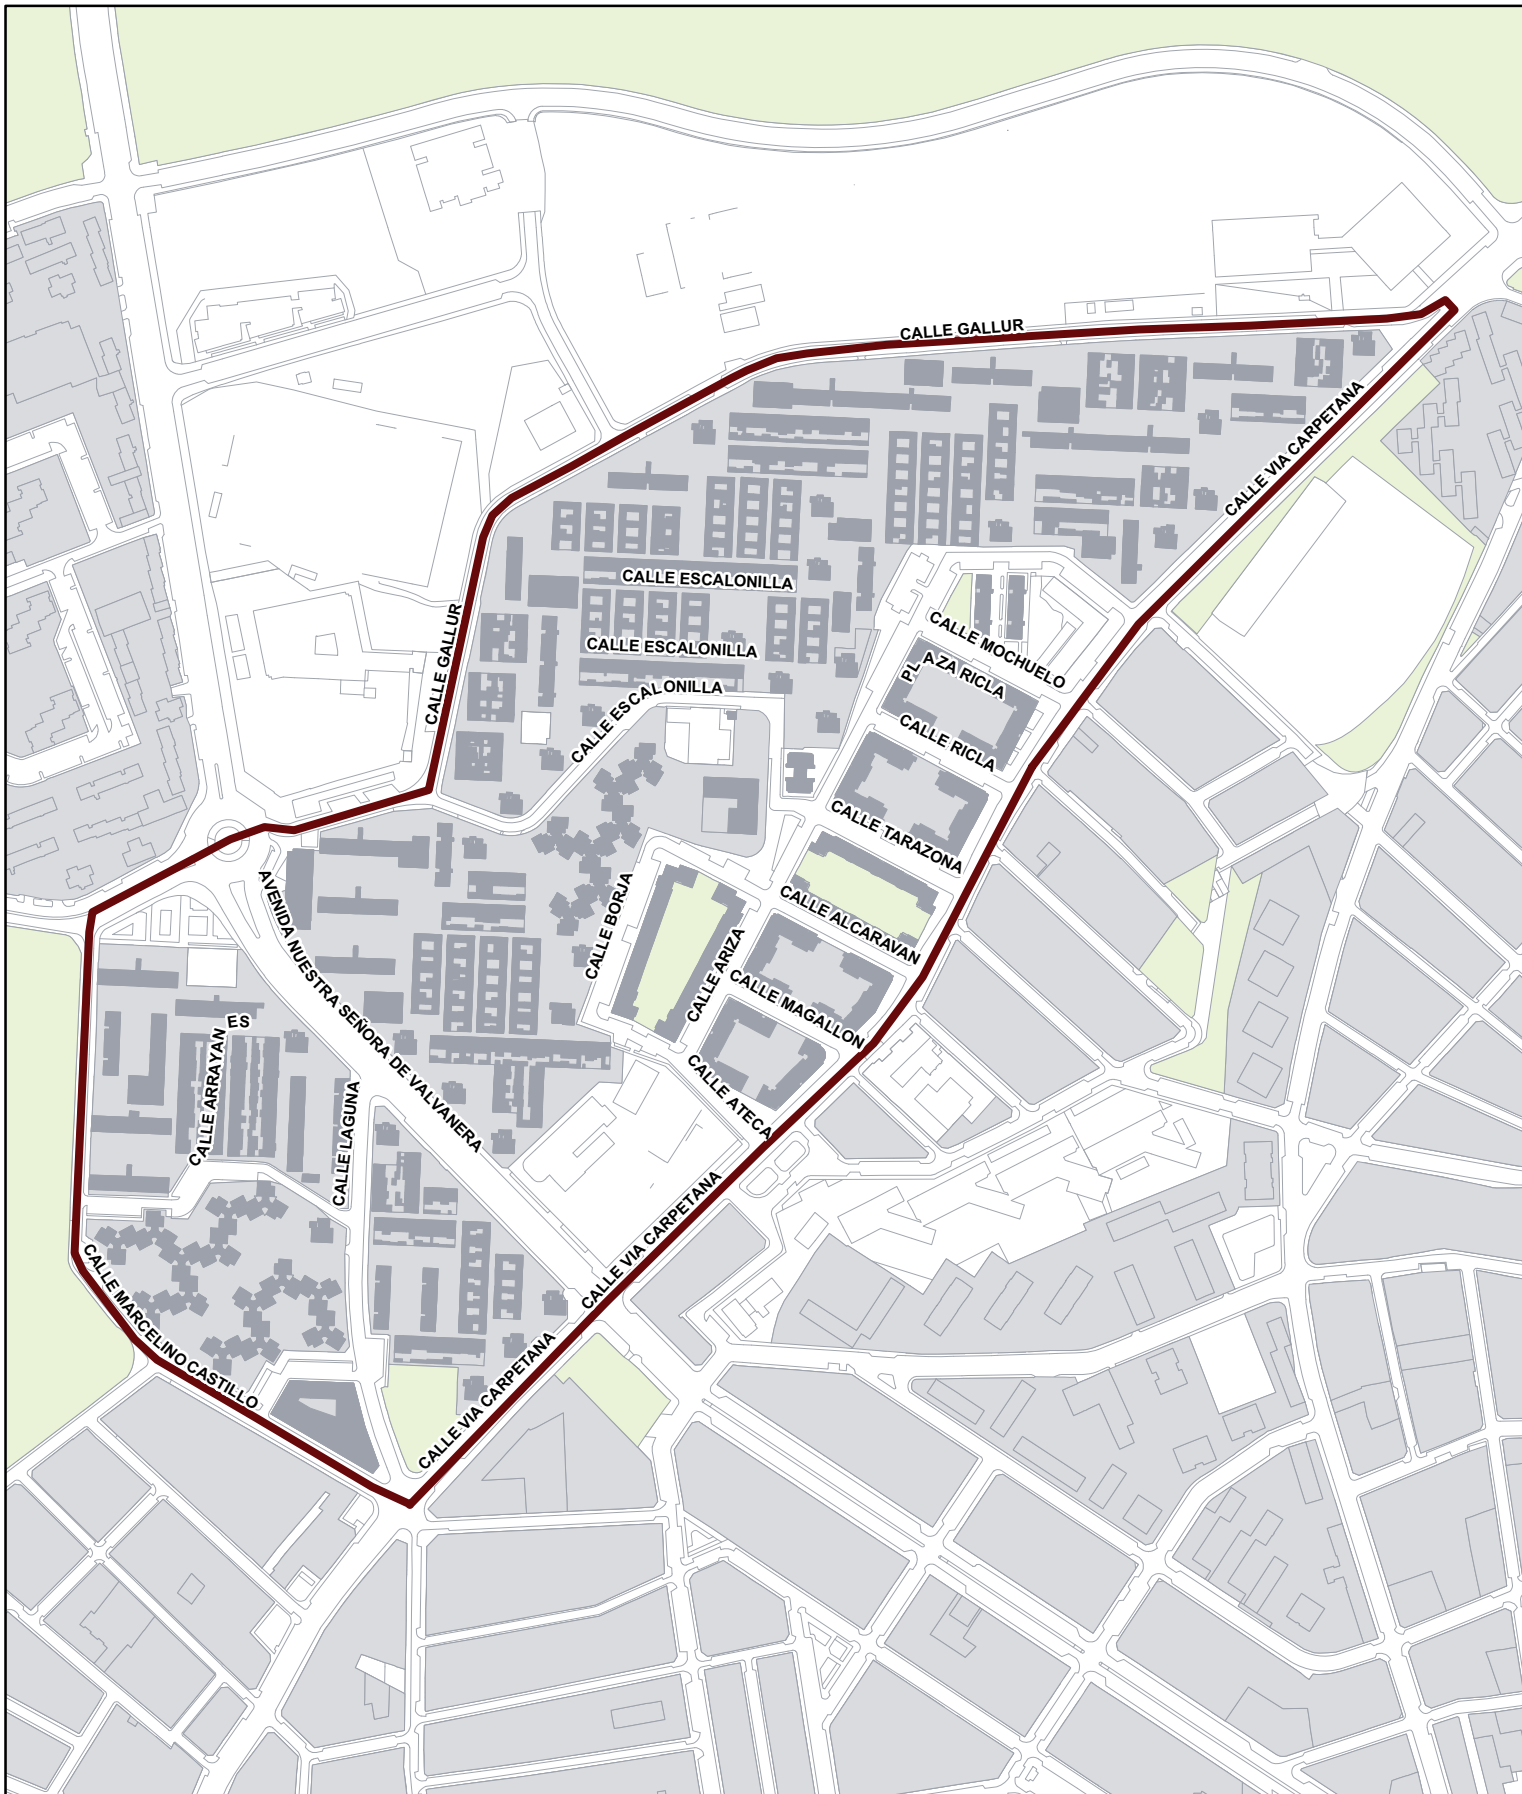 CALLE GALLUR
CALLE VIA CARPETANA
CALLE ESCALONILLA
CALLE GALLUR
CALLE ESCALONILLA
CALLE ESCALONILLA
CALLE MOCHUELO
PLAZA RICLA
CALLE RICLA
CALLE TARAZONA
CALLE ALCARAVAN
CALLE BORJA
CALLE ARIZA
CALLE MAGALLON
AVENIDA NUESTRA SEÑORA DE VALVANERA
CALLE ARRAYANES
CALLE LAGUNA
CALLE ATECA
CALLE VIA CARPETANA
CALLE MARCELINO CASTILLO
CALLE VIA CARPETANA